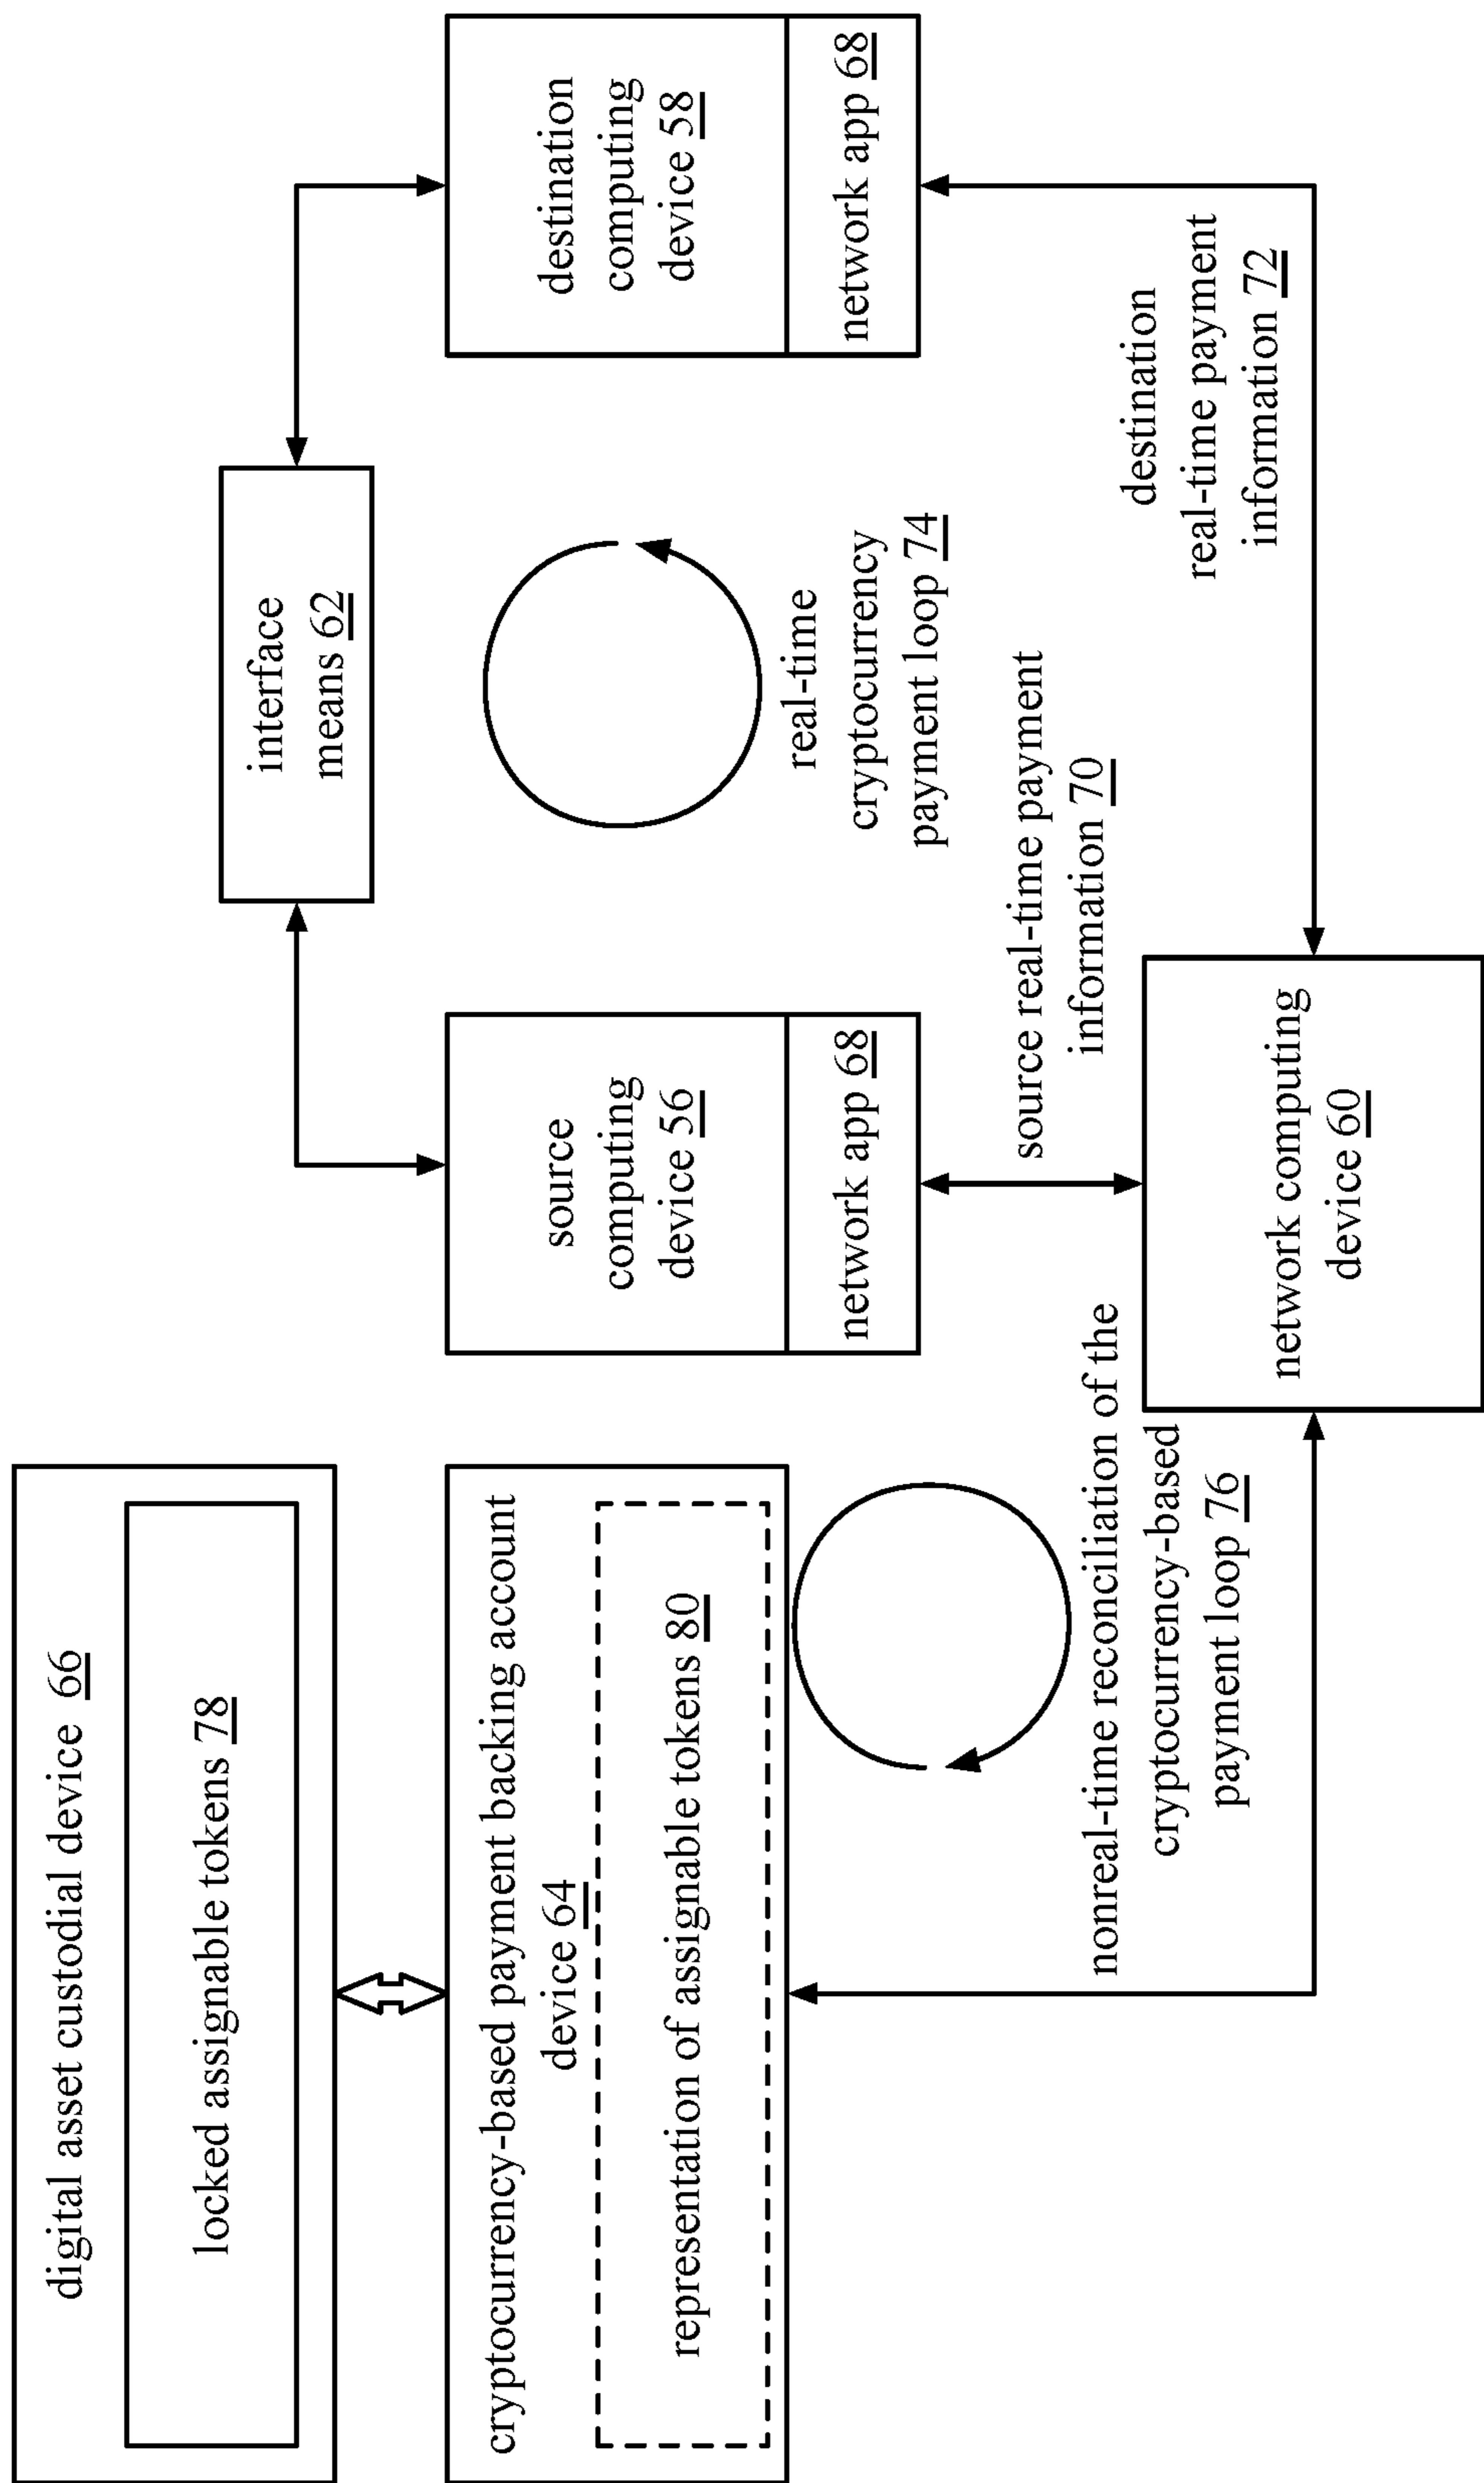 digital asset custodial device 66
locked assignable tokens 78
cryptocurrency-based payment backing account
device 64
representation of assignable tokens 80
nonreal-time reconciliation of the
cryptocurrency-based
payment loop 76
interface
means 62
source
computing
device 56
network app 68
real-time
cryptocurrency
payment loop 74
source real-time payment
information 70
network computing
device 60
destination
computing
device 58
network app 68
destination
real-time payment
information 72